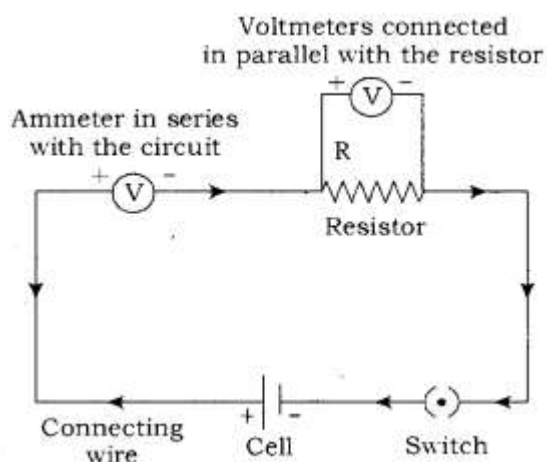 Voltmeters connected
in parallel with the resistor
+ V -
Ammeter in series
with the circuit
+ V -
R
Resistor
+ -
Connecting
wire
Cell
Switch